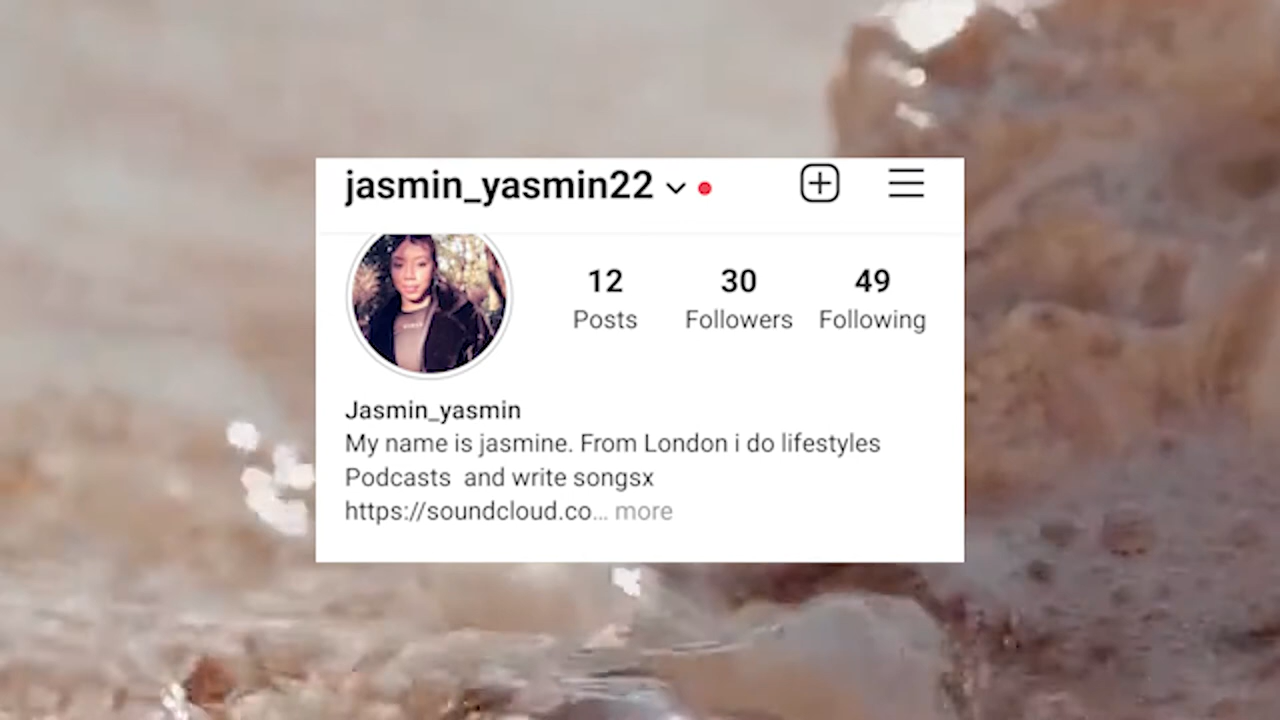 jasmin_yasmin22
12 30 49
Posts Followers Following
Jasmin_yasmin
My name is jasmine. From London i do lifestyles
Podcasts  and write songsx
https://soundcloud.co... more